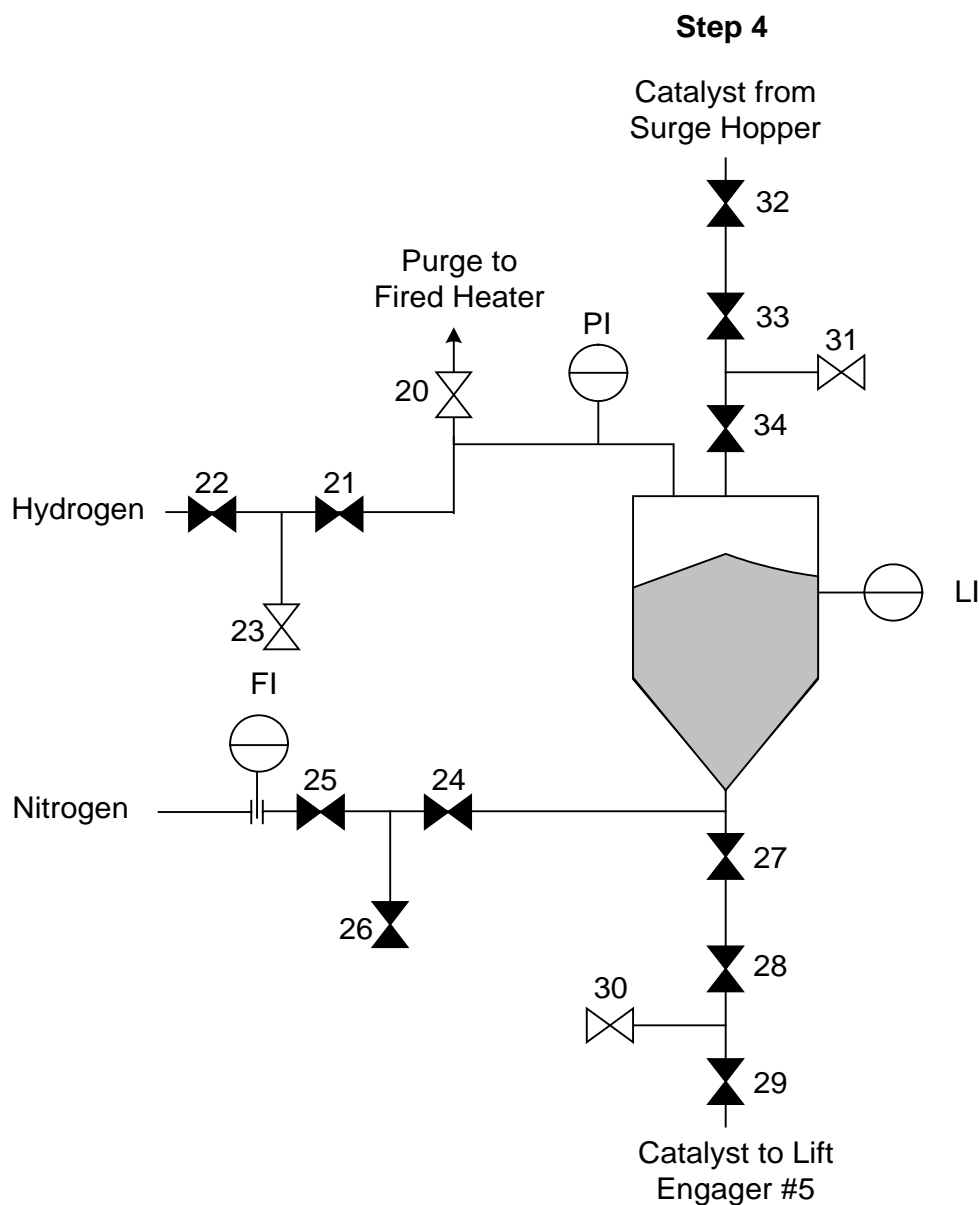 Step 4
Catalyst from
Surge Hopper
32
Purge to
Fired Heater
PI
33
31
20
34
22
21
Hydrogen
LI
23
FI
25
24
Nitrogen
27
26
28
30
29
Catalyst to Lift
Engager #5